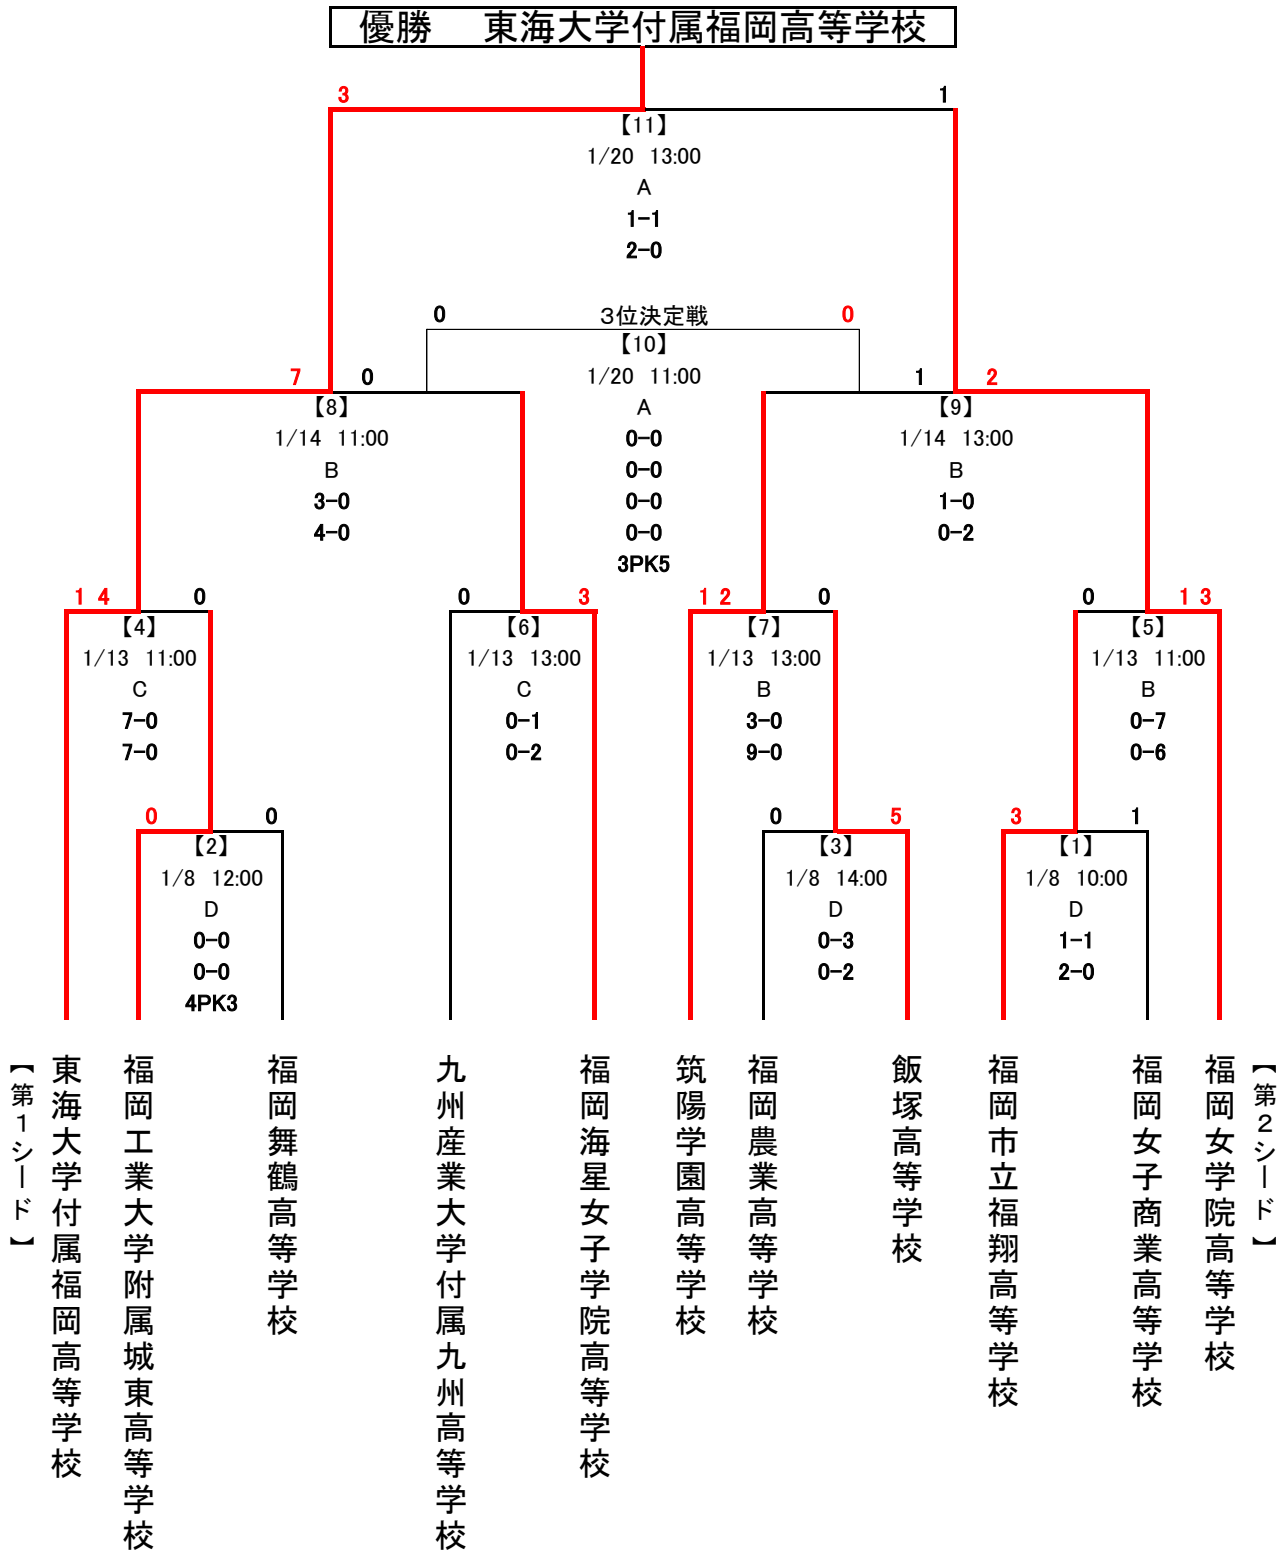 優勝　東海大学付属福岡高等学校
3 1
【11】
1/20 13:00
A
1-1
2-0
0 3位決定戦 0
【10】
1/20 11:00
A
0-0
0-0
0-0
0-0
3PK5
7 0
【8】
1/14 11:00
B
3-0
4-0
1 2
【9】
1/14 13:00
B
1-0
0-2
1 4 0
【4】
1/13 11:00
C
7-0
7-0
0 3
【6】
1/13 13:00
C
0-1
0-2
1 2 0
【7】
1/13 13:00
B
3-0
9-0
0 1 3
【5】
1/13 11:00
B
0-7
0-6
0 0
【2】
1/8 12:00
D
0-0
0-0
4PK3
0 5
【3】
1/8 14:00
D
0-3
0-2
3 1
【1】
1/8 10:00
D
1-1
2-0
【第1シード】
東海大学付属福岡高等学校
福岡工業大学附属城東高等学校
福岡舞鶴高等学校
九州産業大学付属九州高等学校
福岡海星女子学院高等学校
筑陽学園高等学校
福岡農業高等学校
飯塚高等学校
福岡市立福翔高等学校
福岡女子商業高等学校
福岡女学院高等学校
【第2シード】